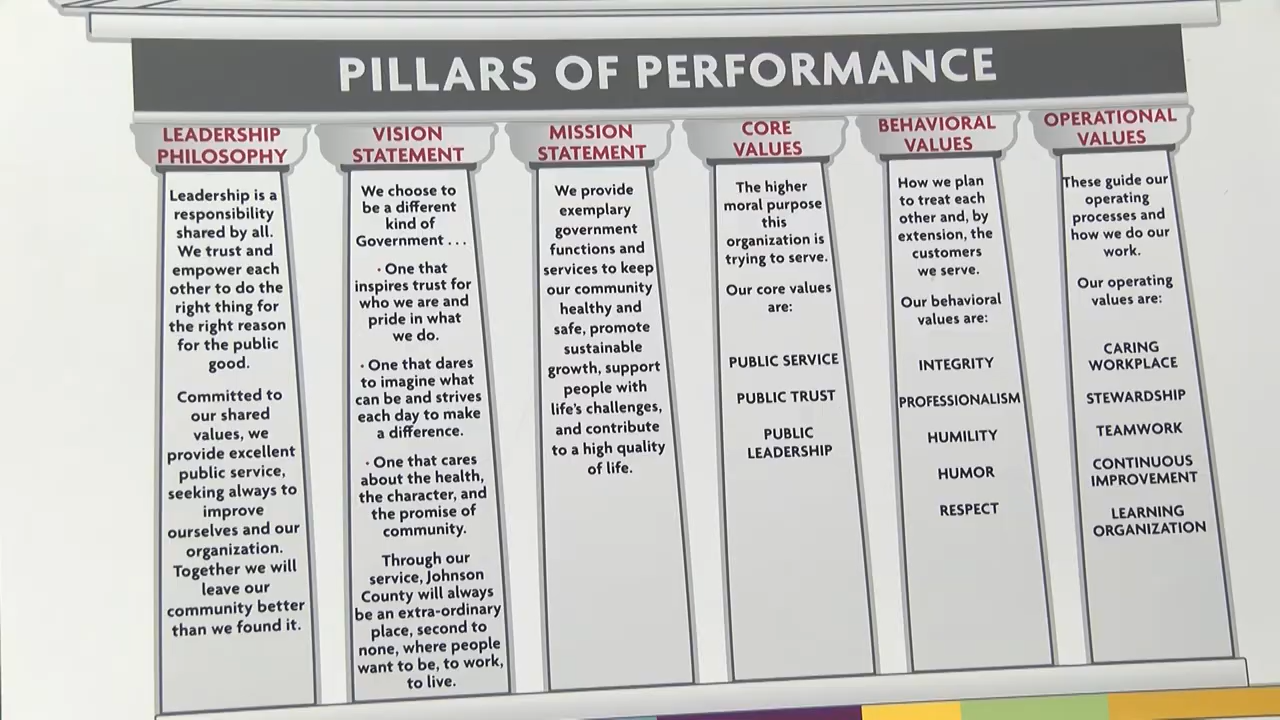 PILLARS OF PERFORMANCE
LEADERSHIP
PHILOSOPHY
Leadership is a
responsibility
shared by all.
We trust and
empower each
other to do the
right thing for
the right reason
for the public
good.
Committed to
our shared
values, we
provide excellent
public service,
seeking always to
improve
ourselves and our
organization.
Together we will
leave our
community better
than we found it.
VISION
STATEMENT
We choose to
be a different
kind of
Government . . .
· One that
inspires trust for
who we are and
pride in what
we do.
· One that dares
to imagine what
can be and strives
each day to make
a difference.
· One that cares
about the health,
the character, and
the promise of
community.
Through our
service, Johnson
County will always
be an extra-ordinary
place, second to
none, where people
want to be, to work,
to live.
MISSION
STATEMENT
We provide
exemplary
government
functions and
services to keep
our community
healthy and
safe, promote
sustainable
growth, support
people with
life's challenges,
and contribute
to a high quality
of life.
CORE
VALUES
The higher
moral purpose
this
organization is
trying to serve.
Our core values
are:
PUBLIC SERVICE
PUBLIC TRUST
PUBLIC
LEADERSHIP
BEHAVIORAL
VALUES
How we plan
to treat each
other and, by
extension, the
customers
we serve.
Our behavioral
values are:
INTEGRITY
PROFESSIONALISM
HUMILITY
HUMOR
RESPECT
OPERATIONAL
VALUES
These guide our
operating
processes and
how we do our
work.
Our operating
values are:
CARING
WORKPLACE
STEWARDSHIP
TEAMWORK
CONTINUOUS
IMPROVEMENT
LEARNING
ORGANIZATION